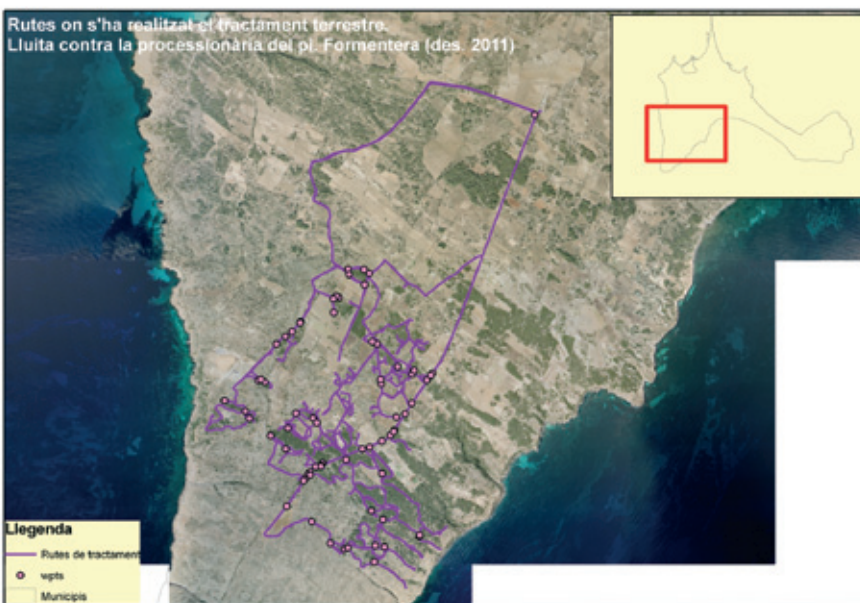 Rutes on s'ha realitzat el tractament terrestre.
Lluita contra la processionària del pi. Formentera (des. 2011)
Llegenda
Rutes de tractament
wpts
Municipis